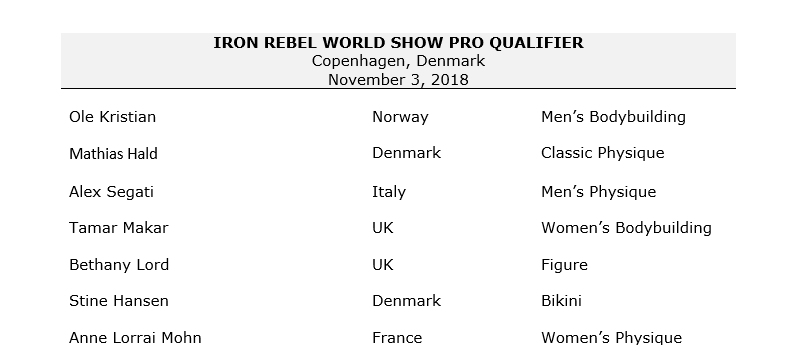 IRON REBEL WORLD SHOW PRO QUALIFIER
Copenhagen, Denmark
November 3, 2018
Ole Kristian Norway Men’s Bodybuilding
Mathias Hald Denmark Classic Physique
Alex Segati Italy Men’s Physique
Tamar Makar UK Women’s Bodybuilding
Bethany Lord UK Figure
Stine Hansen Denmark Bikini
Anne Lorrai Mohn France Women’s Physique